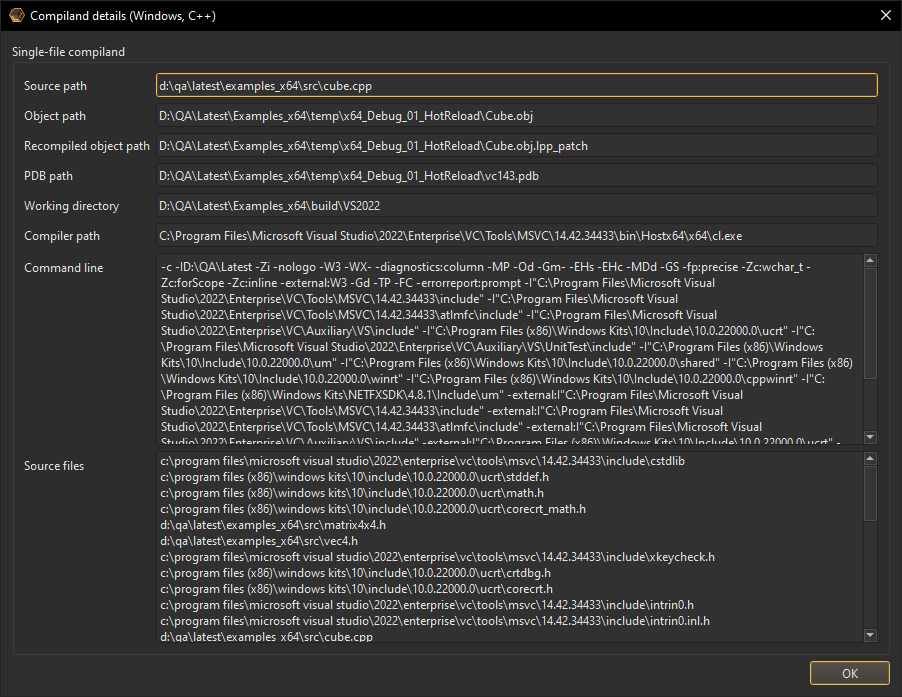 Compiland details (Windows, C++)
Single-file compiland
Source path d:\qa\latest\examples_x64\src\cube.cpp
Object path D:\QA\Latest\Examples_x64\temp\x64_Debug_01_HotReload\Cube.obj
Recompiled object path D:\QA\Latest\Examples_x64\temp\x64_Debug_01_HotReload\Cube.obj.lpp_patch
PDB path D:\QA\Latest\Examples_x64\temp\x64_Debug_01_HotReload\vc143.pdb
Working directory D:\QA\Latest\Examples_x64\build\VS2022
Compiler path C:\Program Files\Microsoft Visual Studio\2022\Enterprise\VC\Tools\MSVC\14.42.34433\bin\Hostx64\x64\cl.exe
Command line -c -ID:\QA\Latest -Zi -nologo -W3 -WX- -diagnostics:column -MP -Od -Gm- -EHs -EHc -MDd -GS -fp:precise -Zc:wchar_t -
Zc:forScope -Zc:inline -external:W3 -Gd -TP -FC -errorreport:prompt -I"C:\Program Files\Microsoft Visual
Studio\2022\Enterprise\VC\Tools\MSVC\14.42.34433\include" -I"C:\Program Files\Microsoft Visual
Studio\2022\Enterprise\VC\Tools\MSVC\14.42.34433\atlmfc\include" -I"C:\Program Files\Microsoft Visual
Studio\2022\Enterprise\VC\Auxiliary\VS\include" -I"C:\Program Files (x86)\Windows Kits\10\Include\10.0.22000.0\ucrt" -I"C:
\Program Files\Microsoft Visual Studio\2022\Enterprise\VC\Auxiliary\VS\UnitTest\include" -I"C:\Program Files (x86)\Windows
Kits\10\Include\10.0.22000.0\um" -I"C:\Program Files (x86)\Windows Kits\10\Include\10.0.22000.0\shared" -I"C:\Program Files (x86)
\Windows Kits\10\Include\10.0.22000.0\winrt" -I"C:\Program Files (x86)\Windows Kits\10\Include\10.0.22000.0\cppwinrt" -I"C:
\Program Files (x86)\Windows Kits\NETFXSDK\4.8.1\Include\um" -external:I"C:\Program Files\Microsoft Visual
Studio\2022\Enterprise\VC\Tools\MSVC\14.42.34433\include" -external:I"C:\Program Files\Microsoft Visual
Studio\2022\Enterprise\VC\Tools\MSVC\14.42.34433\atlmfc\include" -external:I"C:\Program Files\Microsoft Visual
Studio\2022\Enterprise\VC\Auxiliary\VS\include" -external:I"C:\Program Files (x86)\Windows Kits\10\Include\10.0.22000.0\ucrt" -
Source files c:\program files\microsoft visual studio\2022\enterprise\vc\tools\msvc\14.42.34433\include\cstdlib
c:\program files (x86)\windows kits\10\include\10.0.22000.0\ucrt\stddef.h
c:\program files (x86)\windows kits\10\include\10.0.22000.0\ucrt\math.h
c:\program files (x86)\windows kits\10\include\10.0.22000.0\ucrt\corecrt_math.h
d:\qa\latest\examples_x64\src\matrix4x4.h
d:\qa\latest\examples_x64\src\vec4.h
c:\program files\microsoft visual studio\2022\enterprise\vc\tools\msvc\14.42.34433\include\xkeycheck.h
c:\program files (x86)\windows kits\10\include\10.0.22000.0\ucrt\crtdbg.h
c:\program files (x86)\windows kits\10\include\10.0.22000.0\ucrt\corecrt.h
c:\program files\microsoft visual studio\2022\enterprise\vc\tools\msvc\14.42.34433\include\intrin0.h
c:\program files\microsoft visual studio\2022\enterprise\vc\tools\msvc\14.42.34433\include\intrin0.inl.h
d:\qa\latest\examples_x64\src\cube.cpp
OK